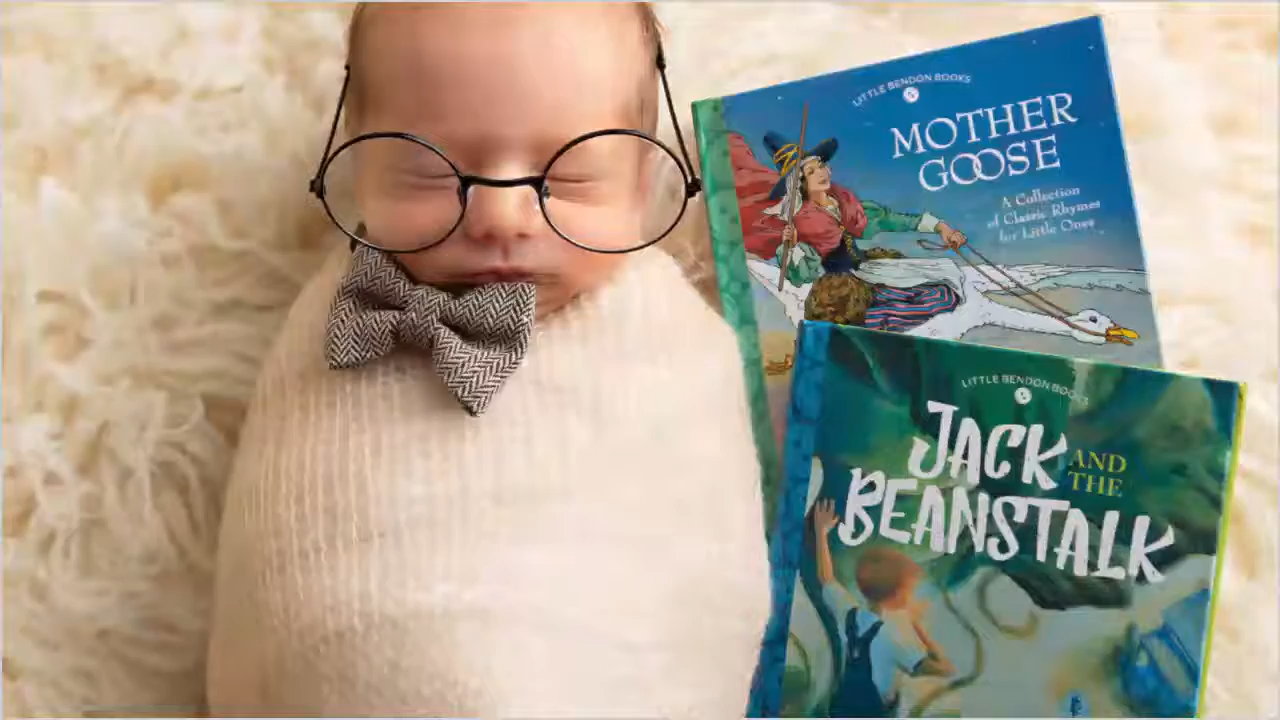 LITTLE BENDON BOOKS
MOTHER
GOOSE
A Collection
of Classic Rhymes
for Little Ones
LITTLE BENDON BOOKS
JACK AND
THE
BEANSTALK